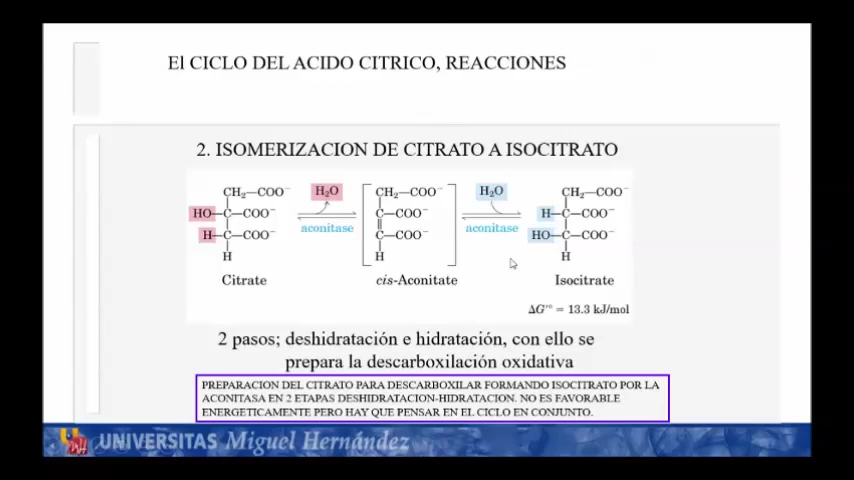 El CICLO DEL ACIDO CITRICO, REACCIONES
2. ISOMERIZACION DE CITRATO A ISOCITRATO
CH₂—COO⁻
HO—C—COO⁻
H—C—COO⁻
H
Citrate
H₂O
aconitase
CH₂—COO⁻
C—COO⁻
C—COO⁻
H
cis-Aconitate
H₂O
aconitase
CH₂—COO⁻
H—C—COO⁻
HO—C—COO⁻
H
Isocitrate
ΔG'° = 13.3 kJ/mol
2 pasos; deshidratación e hidratación, con ello se
prepara la descarboxilación oxidativa
PREPARACION DEL CITRATO PARA DESCARBOXILAR FORMANDO ISOCITRATO POR LA
ACONITASA EN 2 ETAPAS DESHIDRATACION-HIDRATACION. NO ES FAVORABLE
ENERGETICAMENTE PERO HAY QUE PENSAR EN EL CICLO EN CONJUNTO.
UNIVERSITAS Miguel Hernández